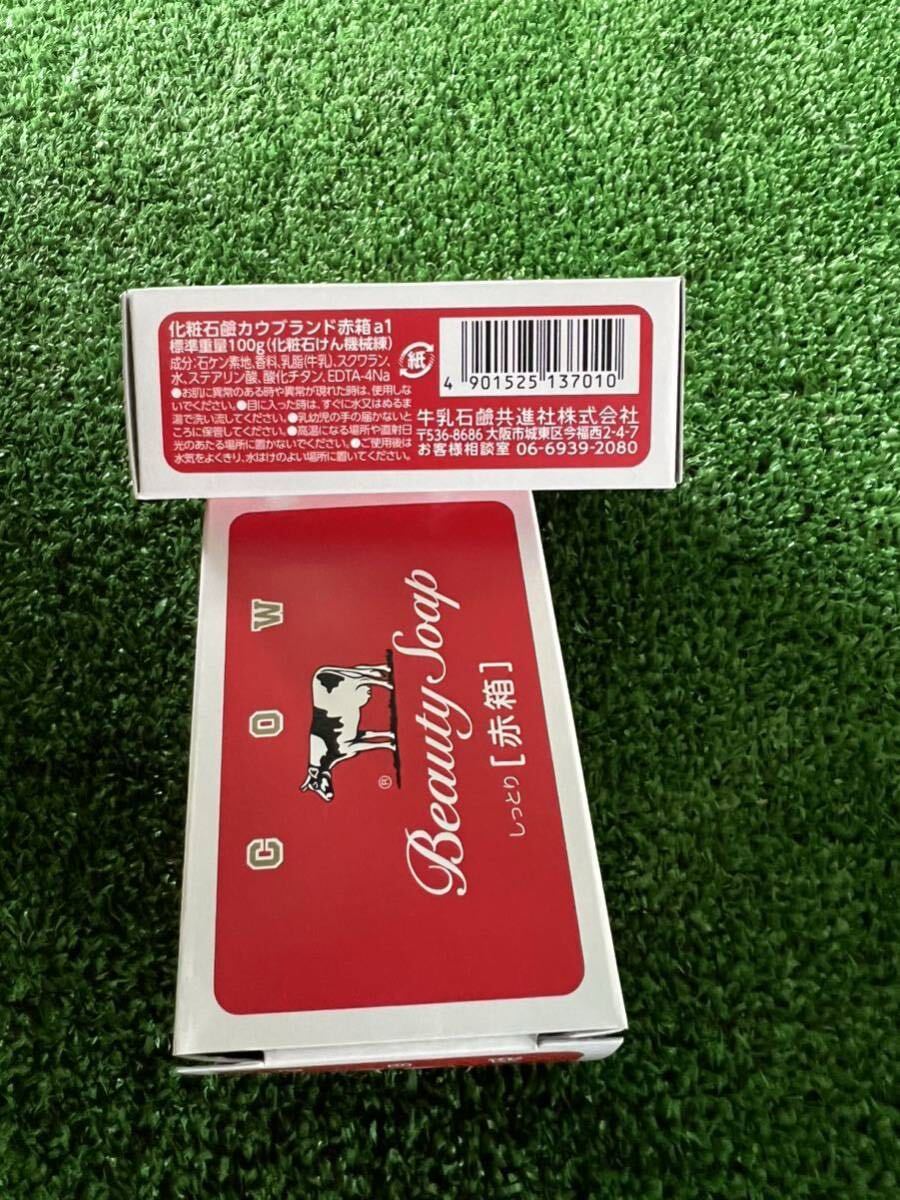 化粧石鹸カウブランド赤箱a1
標準重量100g(化粧石けん機械練)
成分:石ケン素地、香料、乳脂(牛乳)、スクワラン、
水、ステアリン酸、酸化チタン、EDTA-4Na
●お肌に異常のある時や異常が現れた時は、使用しな
いでください。●目に入った時は、すぐに水又はぬるま
湯で洗い流してください。●乳幼児の手の届かないと
ころに保管してください。●高温になる場所や直射日
光のあたる場所に置かないでください。●ご使用後は
水気をよくきり、水はけのよい場所に置いてください。
紙
4 901525 137010
牛乳石鹸共進社株式会社
〒536-8686 大阪市城東区今福西2-4-7
お客様相談室 06-6939-2080
COW
®
Beauty Soap
しっとり[赤箱]